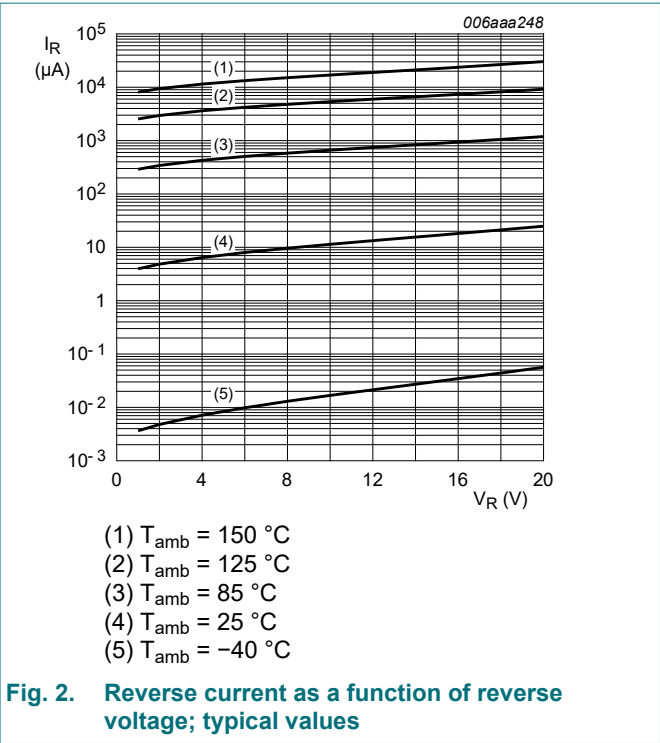 006aaa248
I_R
(µA)
10^5
10^4
10^3
10^2
10
1
10^-1
10^-2
10^-3
(1)
(2)
(3)
(4)
(5)
0 4 8 12 16 20
V_R (V)
(1) T_amb = 150 °C
(2) T_amb = 125 °C
(3) T_amb = 85 °C
(4) T_amb = 25 °C
(5) T_amb = −40 °C
Fig. 2. Reverse current as a function of reverse
voltage; typical values